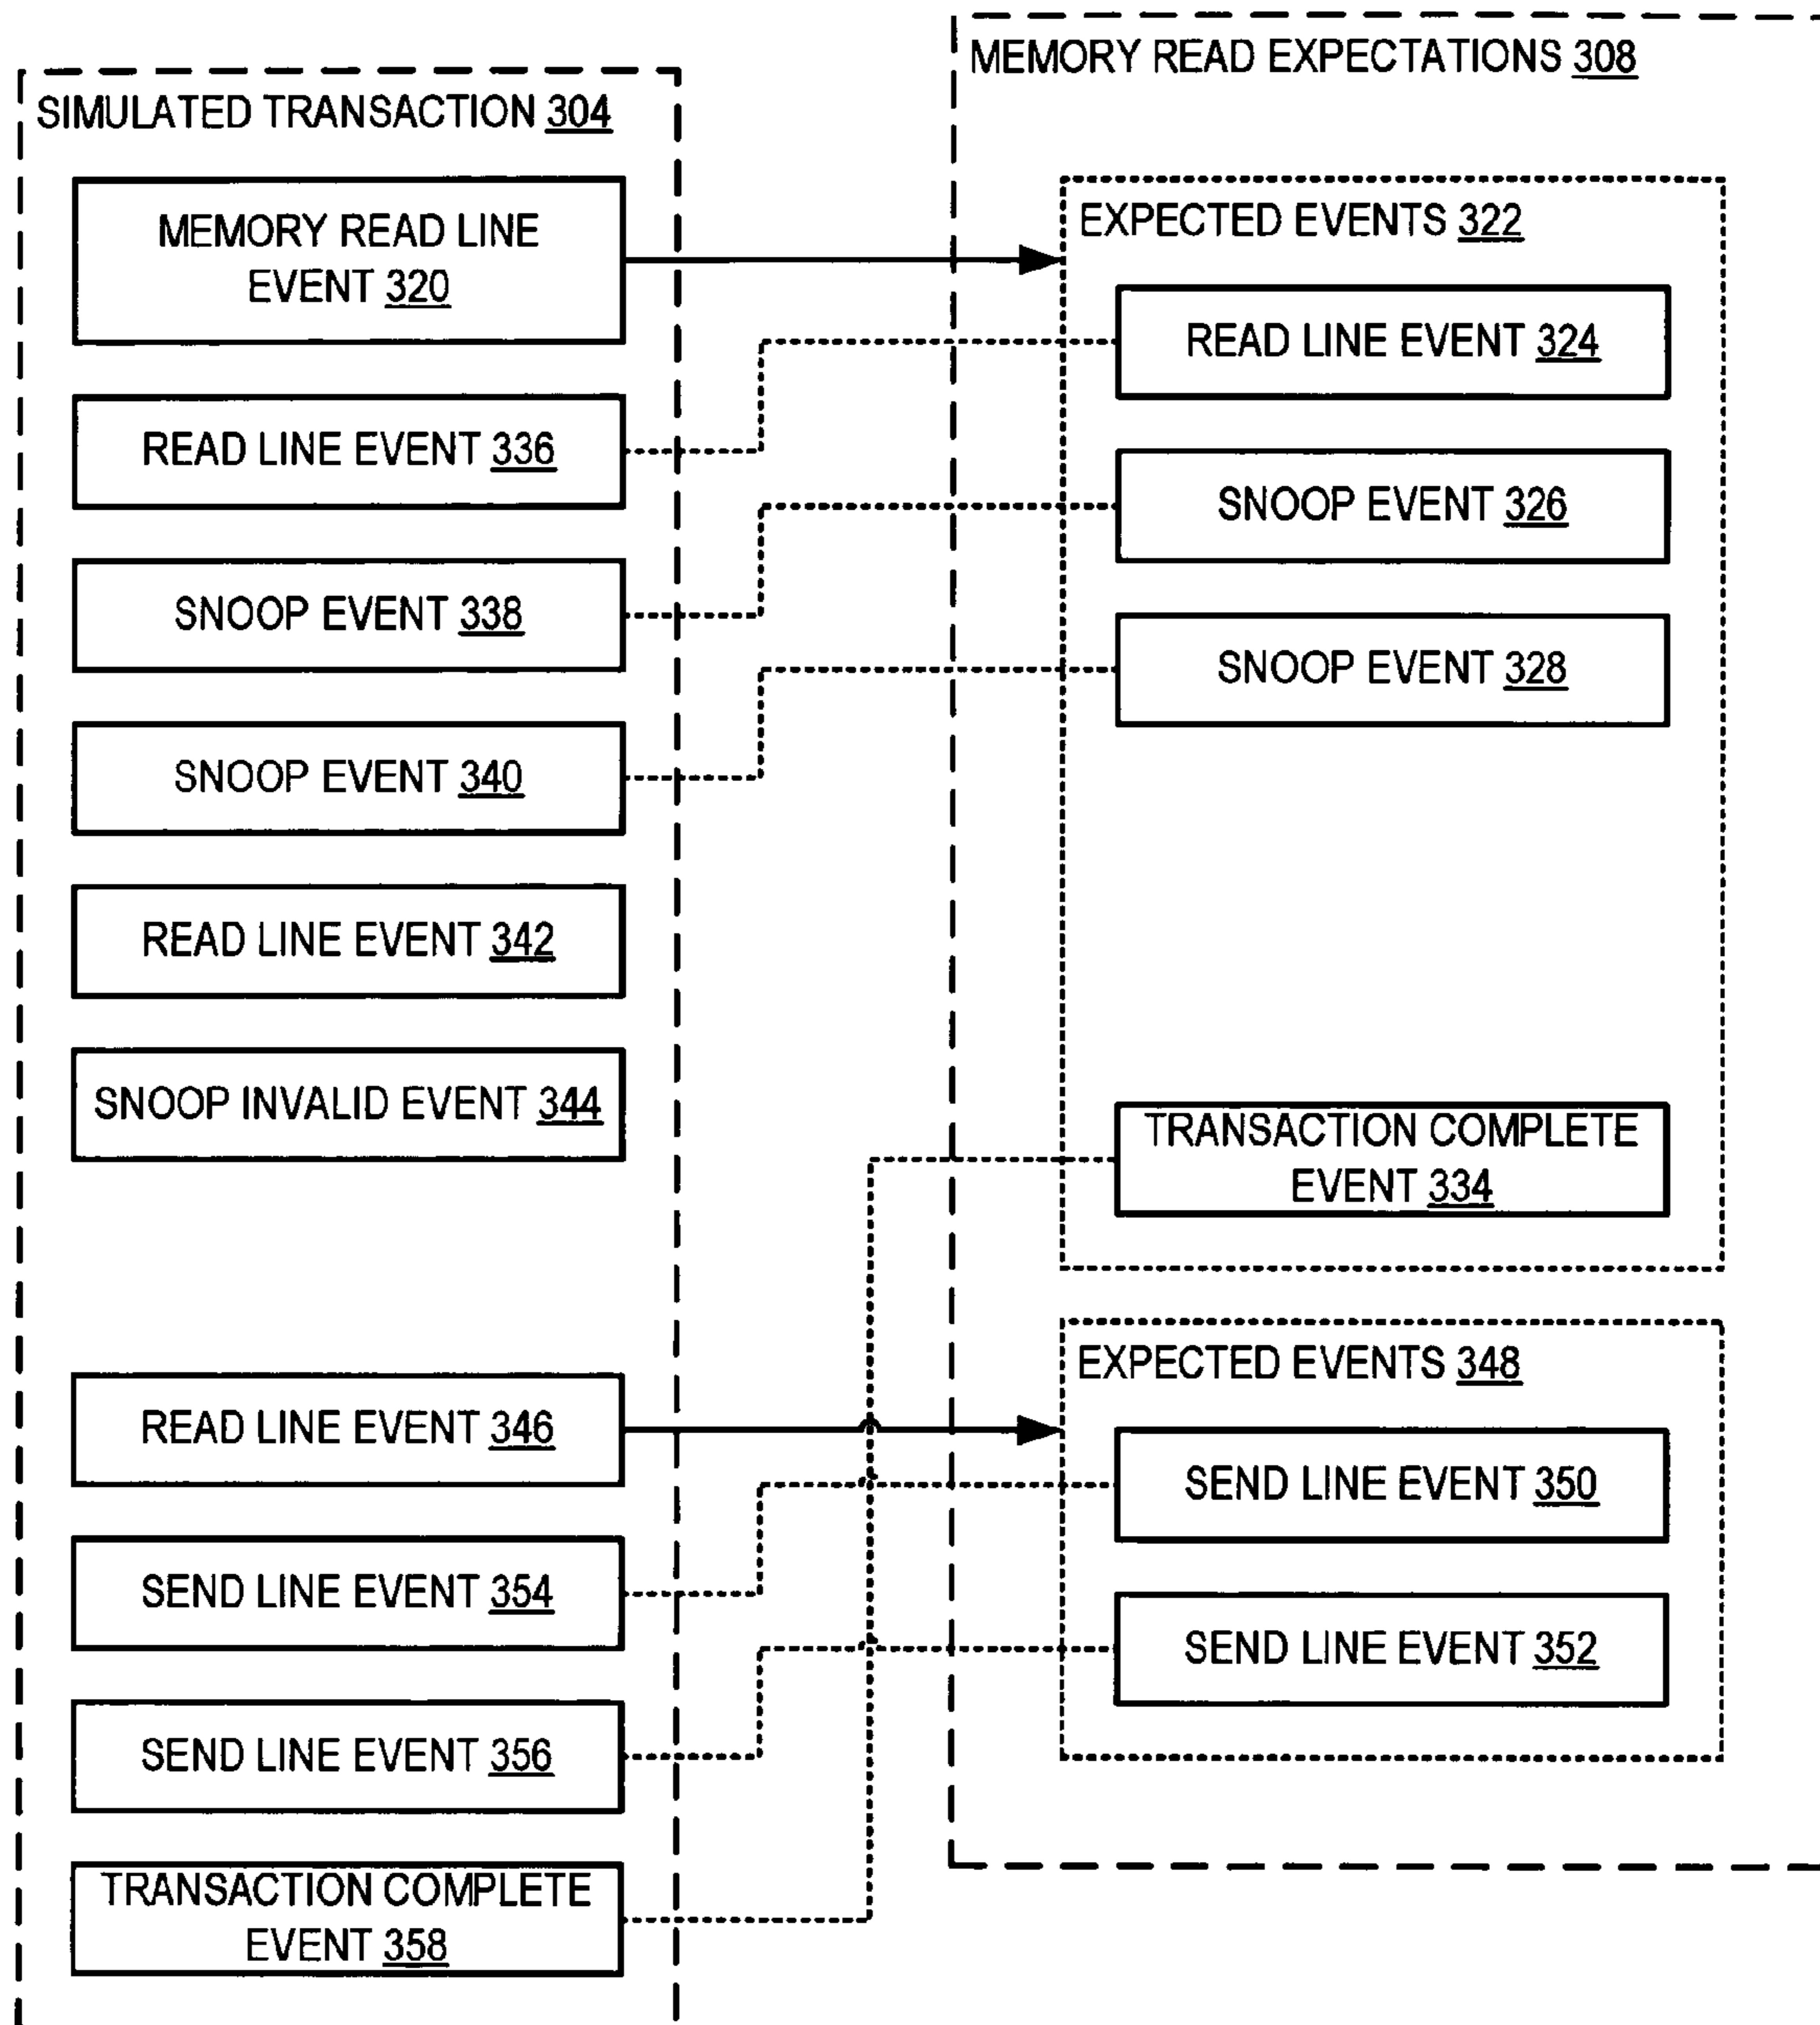 MEMORY READ EXPECTATIONS 308
SIMULATED TRANSACTION 304
MEMORY READ LINE
EVENT 320
READ LINE EVENT 336
SNOOP EVENT 338
SNOOP EVENT 340
READ LINE EVENT 342
SNOOP INVALID EVENT 344
READ LINE EVENT 346
SEND LINE EVENT 354
SEND LINE EVENT 356
TRANSACTION COMPLETE
EVENT 358
EXPECTED EVENTS 322
READ LINE EVENT 324
SNOOP EVENT 326
SNOOP EVENT 328
TRANSACTION COMPLETE
EVENT 334
EXPECTED EVENTS 348
SEND LINE EVENT 350
SEND LINE EVENT 352